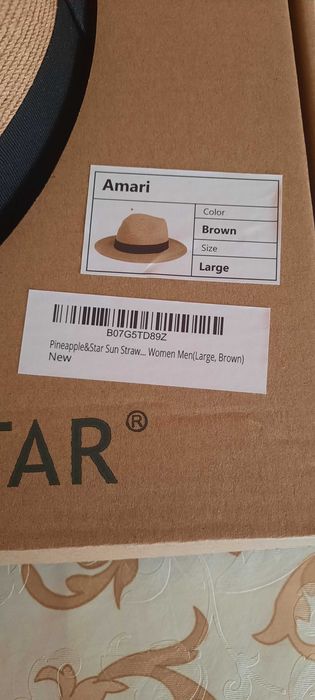 Amari
Color
Brown
Size
Large
B07G5TD89Z
Pineapple&Star Sun Straw... Women Men(Large, Brown)
New
TAR®